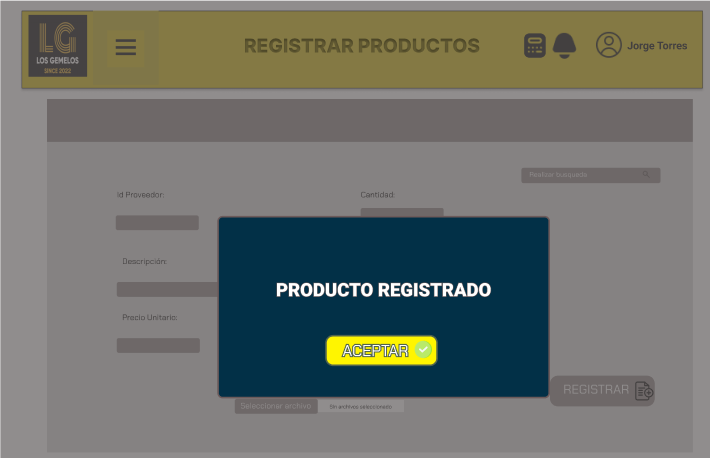 LG
LOS GEMELOS
SINCE 2022
REGISTRAR PRODUCTOS
Jorge Torres
Realizar busqueda
Id Proveedor:
Cantidad:
Descripción:
Precio Unitario:
PRODUCTO REGISTRADO
ACEPTAR
REGISTRAR
Seleccionar archivo
Sin archivos seleccionado